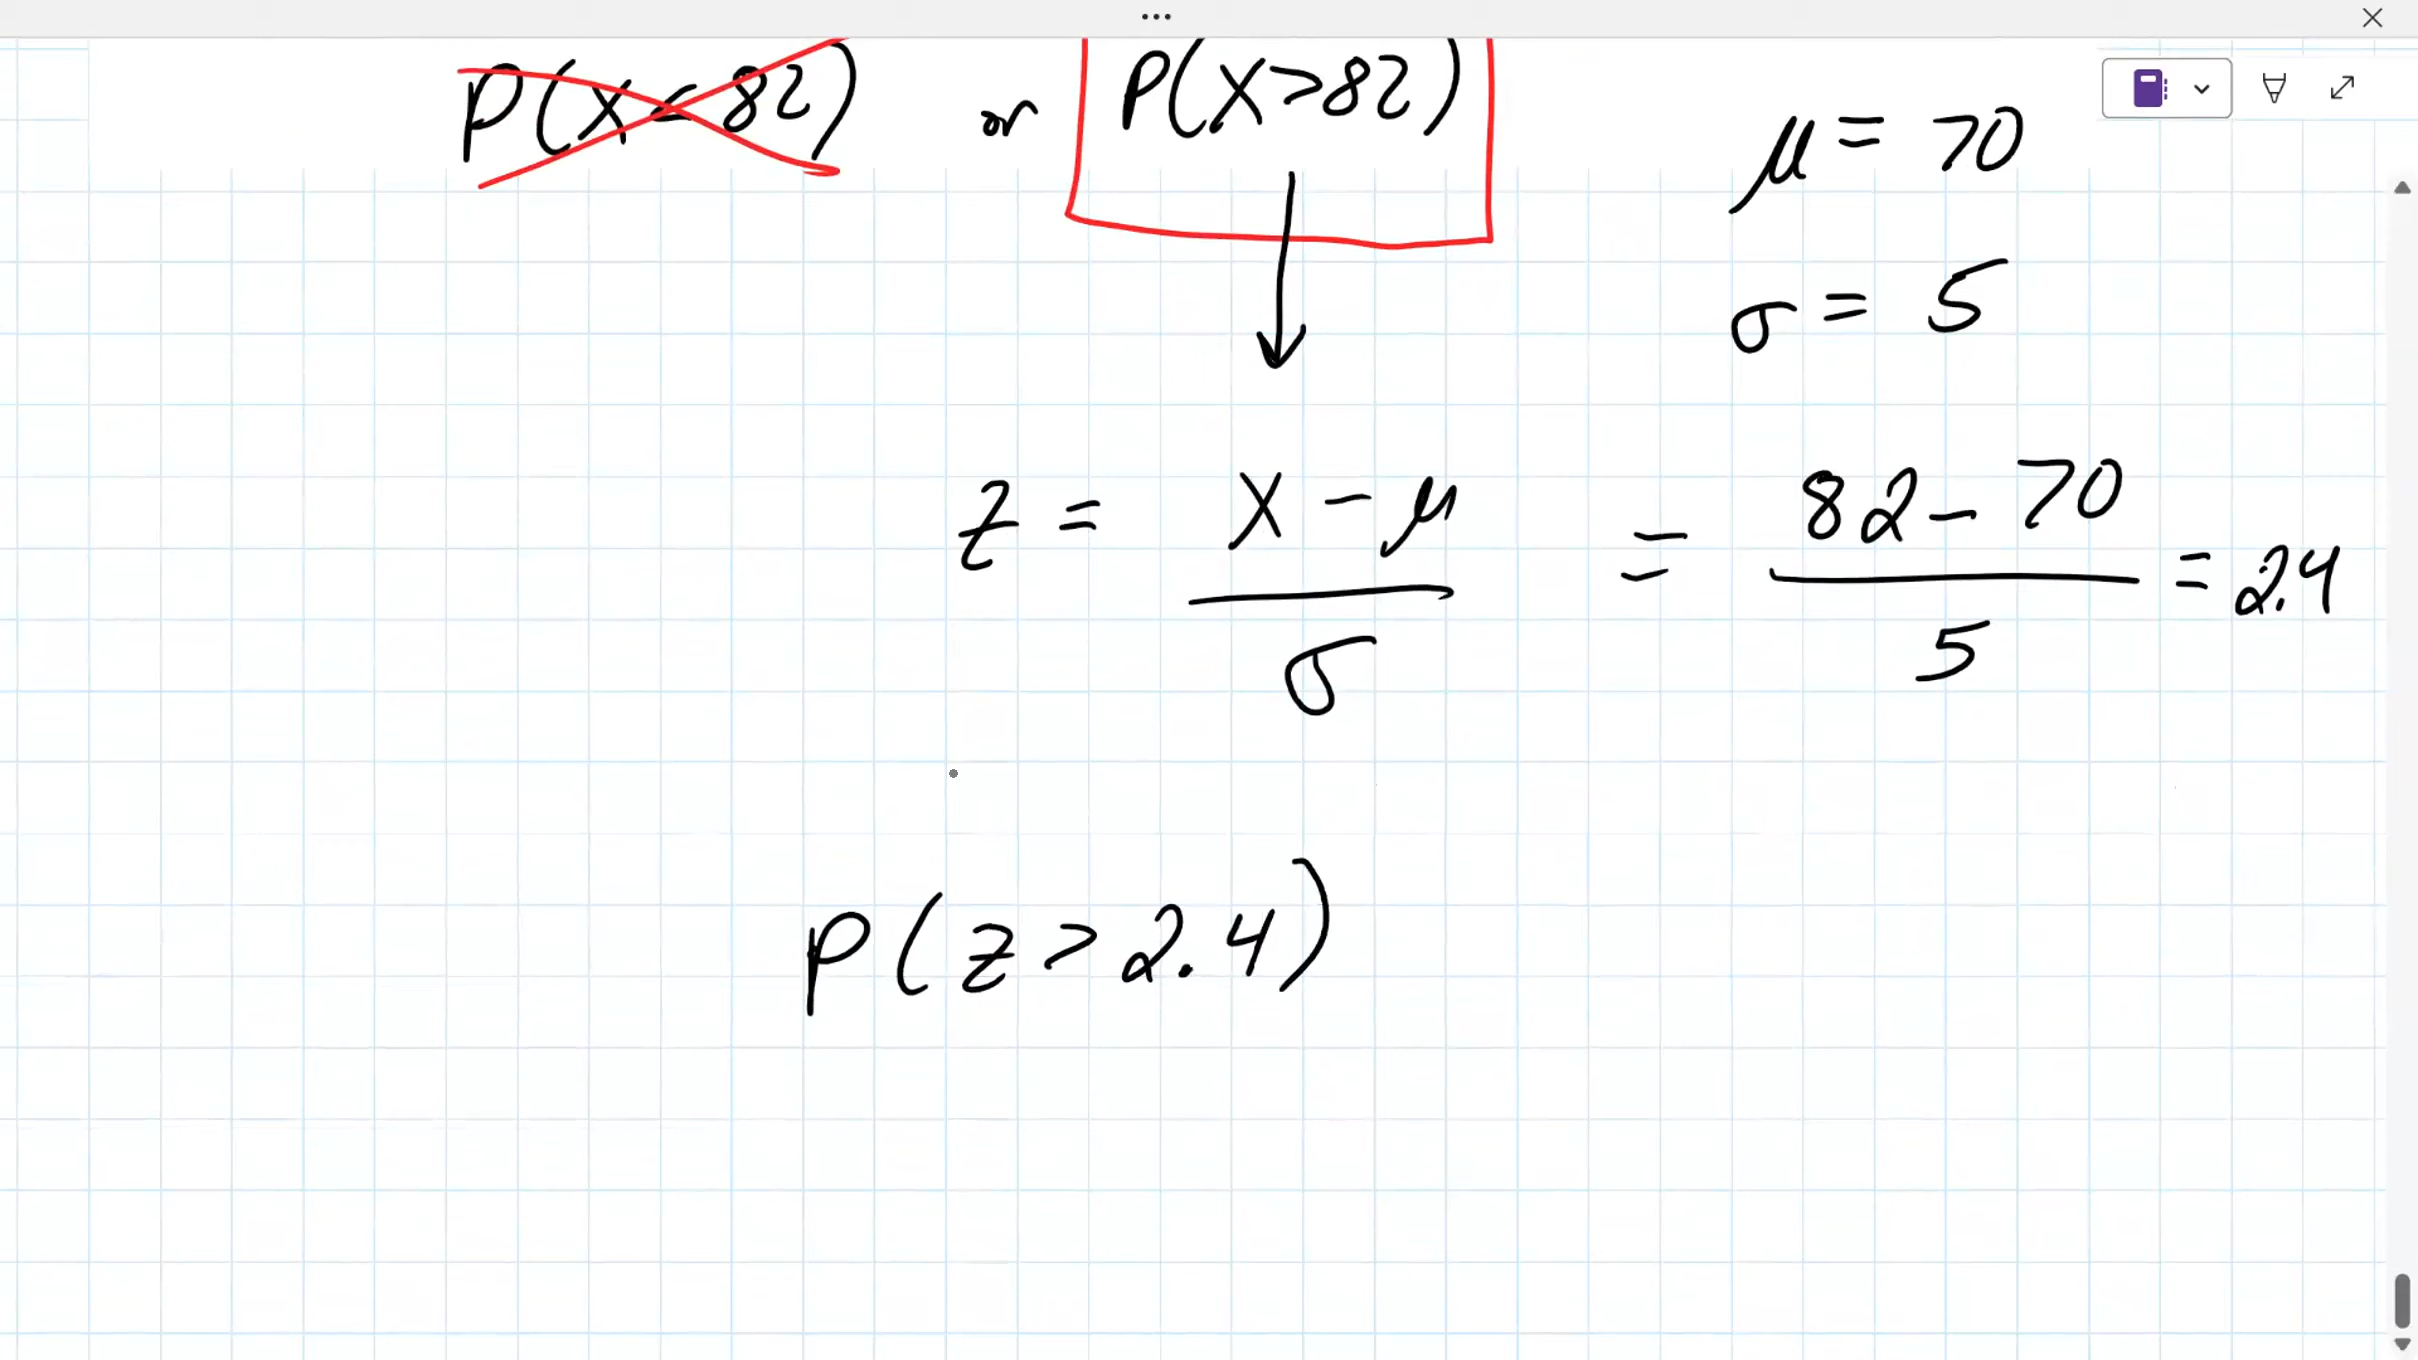 P(X < 82) or P(X > 82)
μ = 70
σ = 5
z = X - μ / σ = 82 - 70 / 5 = 2.4
P(z > 2.4)